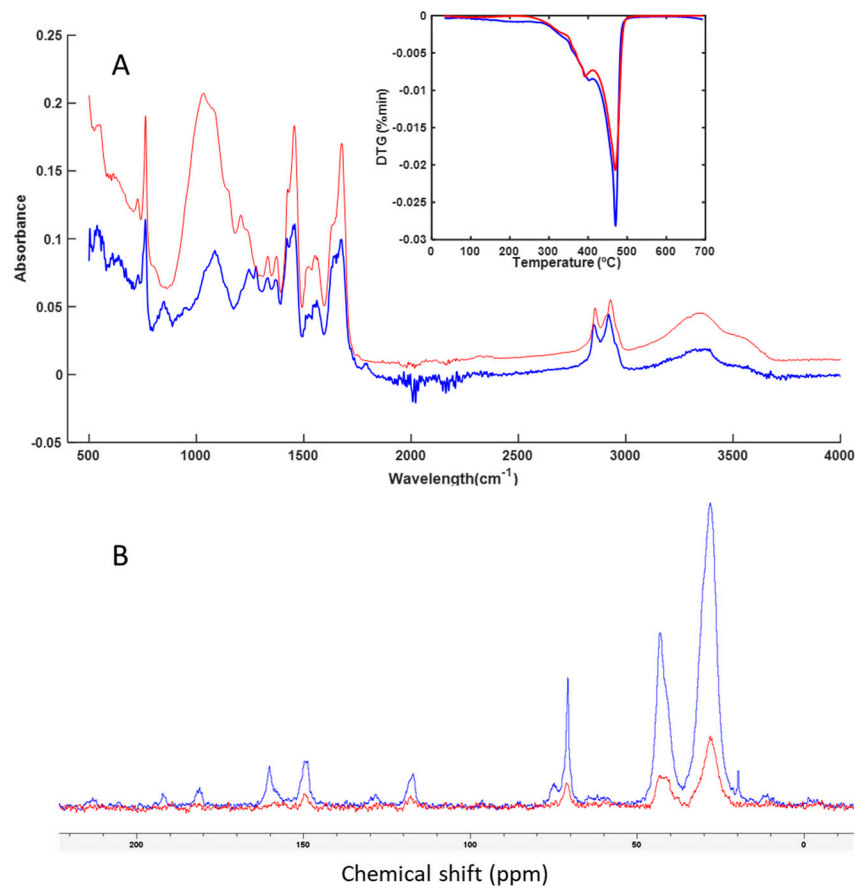 A
0.25
0.2
0.15
0.1
0.05
0
-0.05
Absorbance
500 1000 1500 2000 2500 3000 3500 4000
Wavelength(cm-1)
0
-0.005
-0.01
-0.015
-0.02
-0.025
-0.03
DTG (%min)
0 100 200 300 400 500 600 700
Temperature (°C)
B
200 150 100 50 0
Chemical shift (ppm)